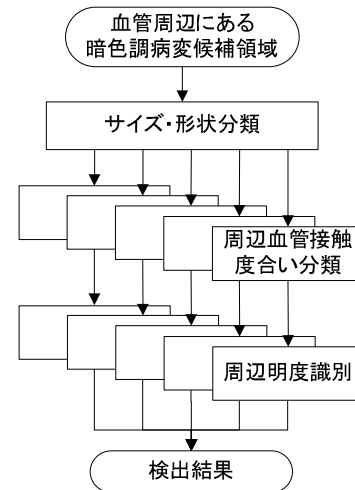 血管周辺にある
暗色調病変候補領域
サイズ・形状分類
周辺血管接触
度合い分類
周辺明度識別
検出結果